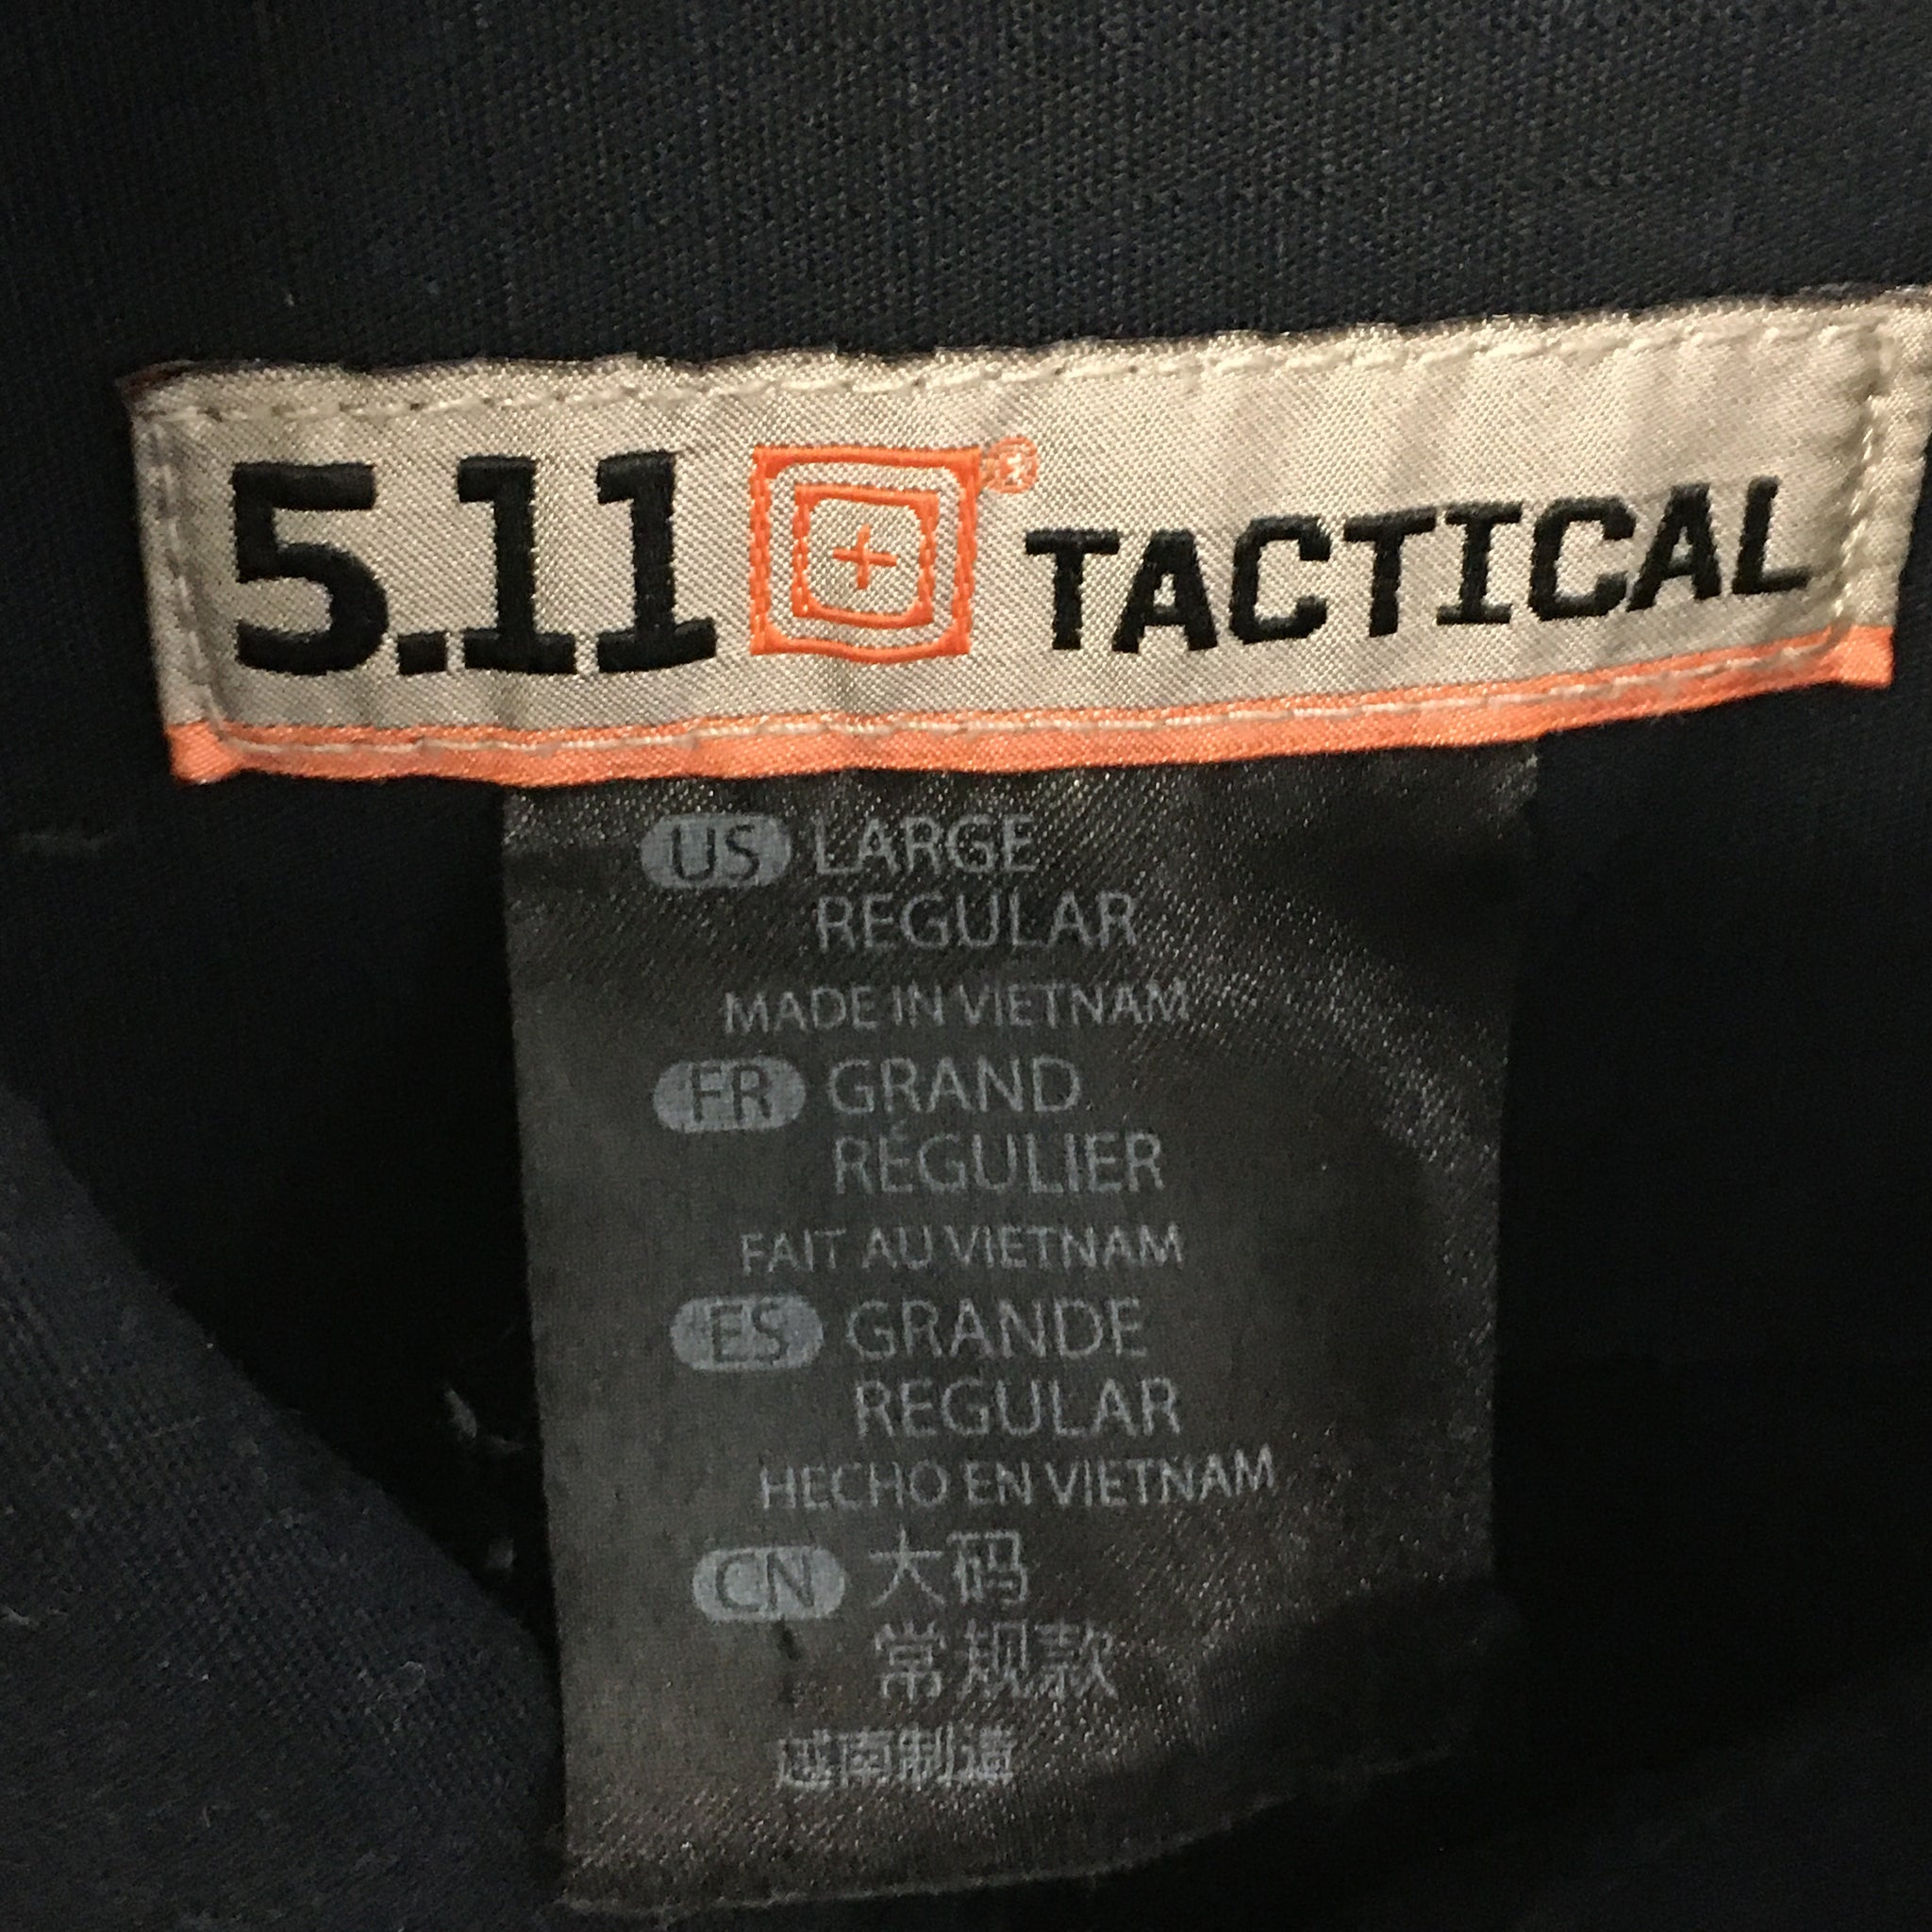 5.11 ® TACTICAL
US LARGE
REGULAR
MADE IN VIETNAM
FR GRAND
RÉGULIER
FAIT AU VIETNAM
ES GRANDE
REGULAR
HECHO EN VIETNAM
CN 大码
常规款
越南制造